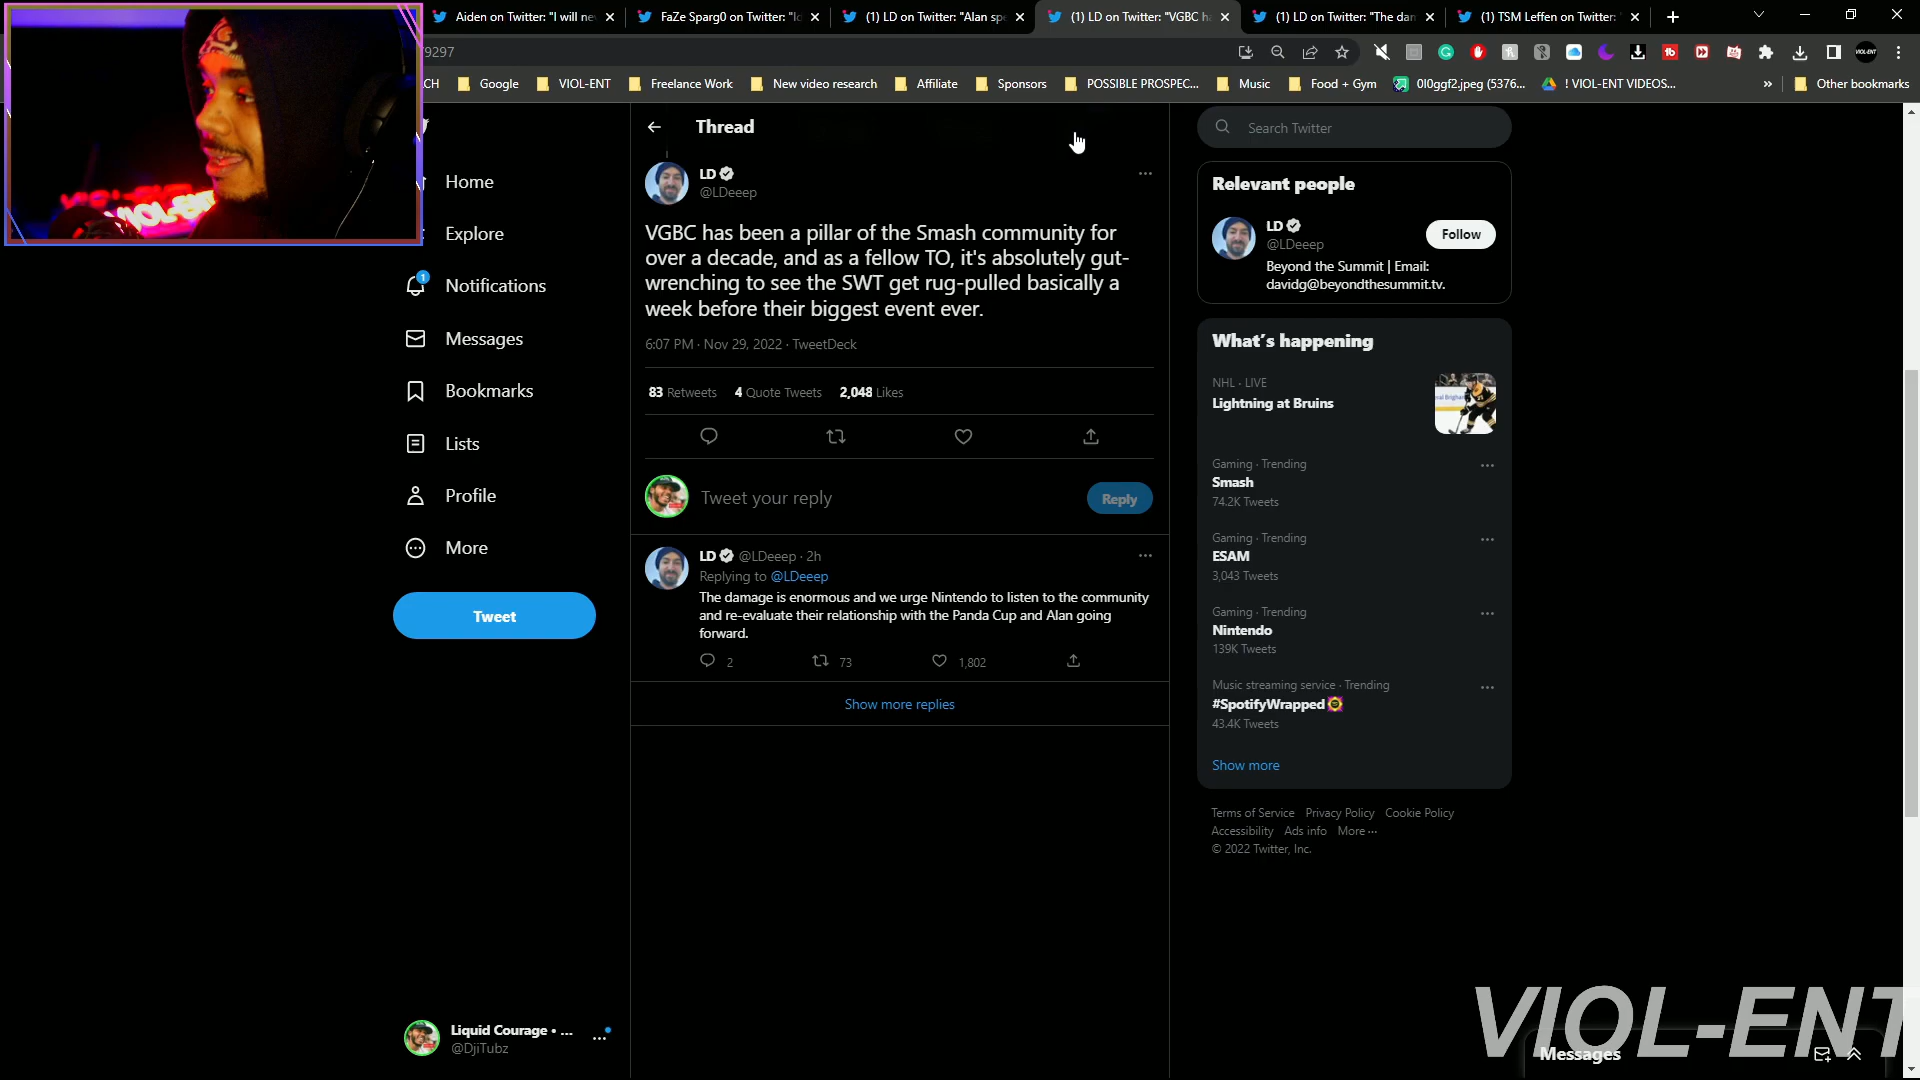 Aiden on Twitter: "I will ne
FaZe Sparg0 on Twitter: "Ic
(1) LD on Twitter: "Alan sp
(1) LD on Twitter: "VGBC h
(1) LD on Twitter: "The dan
(1) TSM Leffen on Twitter:
9297
CH
Google
VIOL-ENT
Freelance Work
New video research
Affiliate
Sponsors
POSSIBLE PROSPEC...
Music
Food + Gym
0l0ggf2.jpeg (5376...
! VIOL-ENT VIDEOS...
»
Other bookmarks
VIOL-ENT
Home
Explore
1
Notifications
Messages
Bookmarks
Lists
Profile
More
Tweet
Liquid Courage • ...
@DjiTubz
Thread
LD
@LDeeep
VGBC has been a pillar of the Smash community for
over a decade, and as a fellow TO, it's absolutely gut-
wrenching to see the SWT get rug-pulled basically a
week before their biggest event ever.
6:07 PM · Nov 29, 2022 · TweetDeck
83 Retweets 4 Quote Tweets 2,048 Likes
Tweet your reply
Reply
LD @LDeeep · 2h
Replying to @LDeeep
The damage is enormous and we urge Nintendo to listen to the community
and re-evaluate their relationship with the Panda Cup and Alan going
forward.
2 73 1,802
Show more replies
Search Twitter
Relevant people
LD
@LDeeep
Follow
Beyond the Summit | Email:
davidg@beyondthesummit.tv.
What's happening
NHL · LIVE
Lightning at Bruins
Gaming · Trending
Smash
74.2K Tweets
Gaming · Trending
ESAM
3,043 Tweets
Gaming · Trending
Nintendo
139K Tweets
Music streaming service · Trending
#SpotifyWrapped
43.4K Tweets
Show more
Terms of Service Privacy Policy Cookie Policy
Accessibility Ads info More ···
© 2022 Twitter, Inc.
VIOL-ENT
Messages